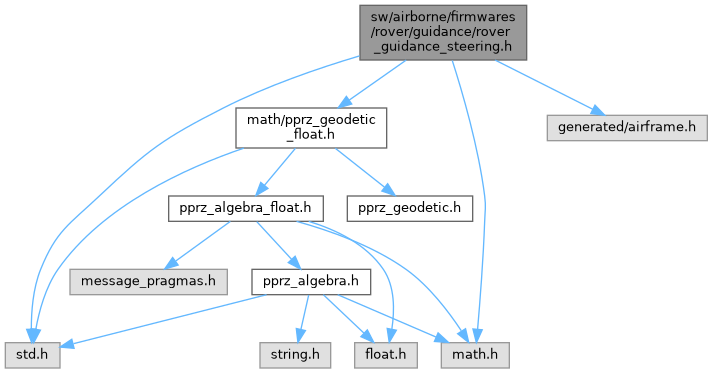 sw/airborne/firmwares
/rover/guidance/rover
_guidance_steering.h
math/pprz_geodetic
_float.h
generated/airframe.h
pprz_algebra_float.h
pprz_geodetic.h
message_pragmas.h
pprz_algebra.h
std.h
string.h
float.h
math.h